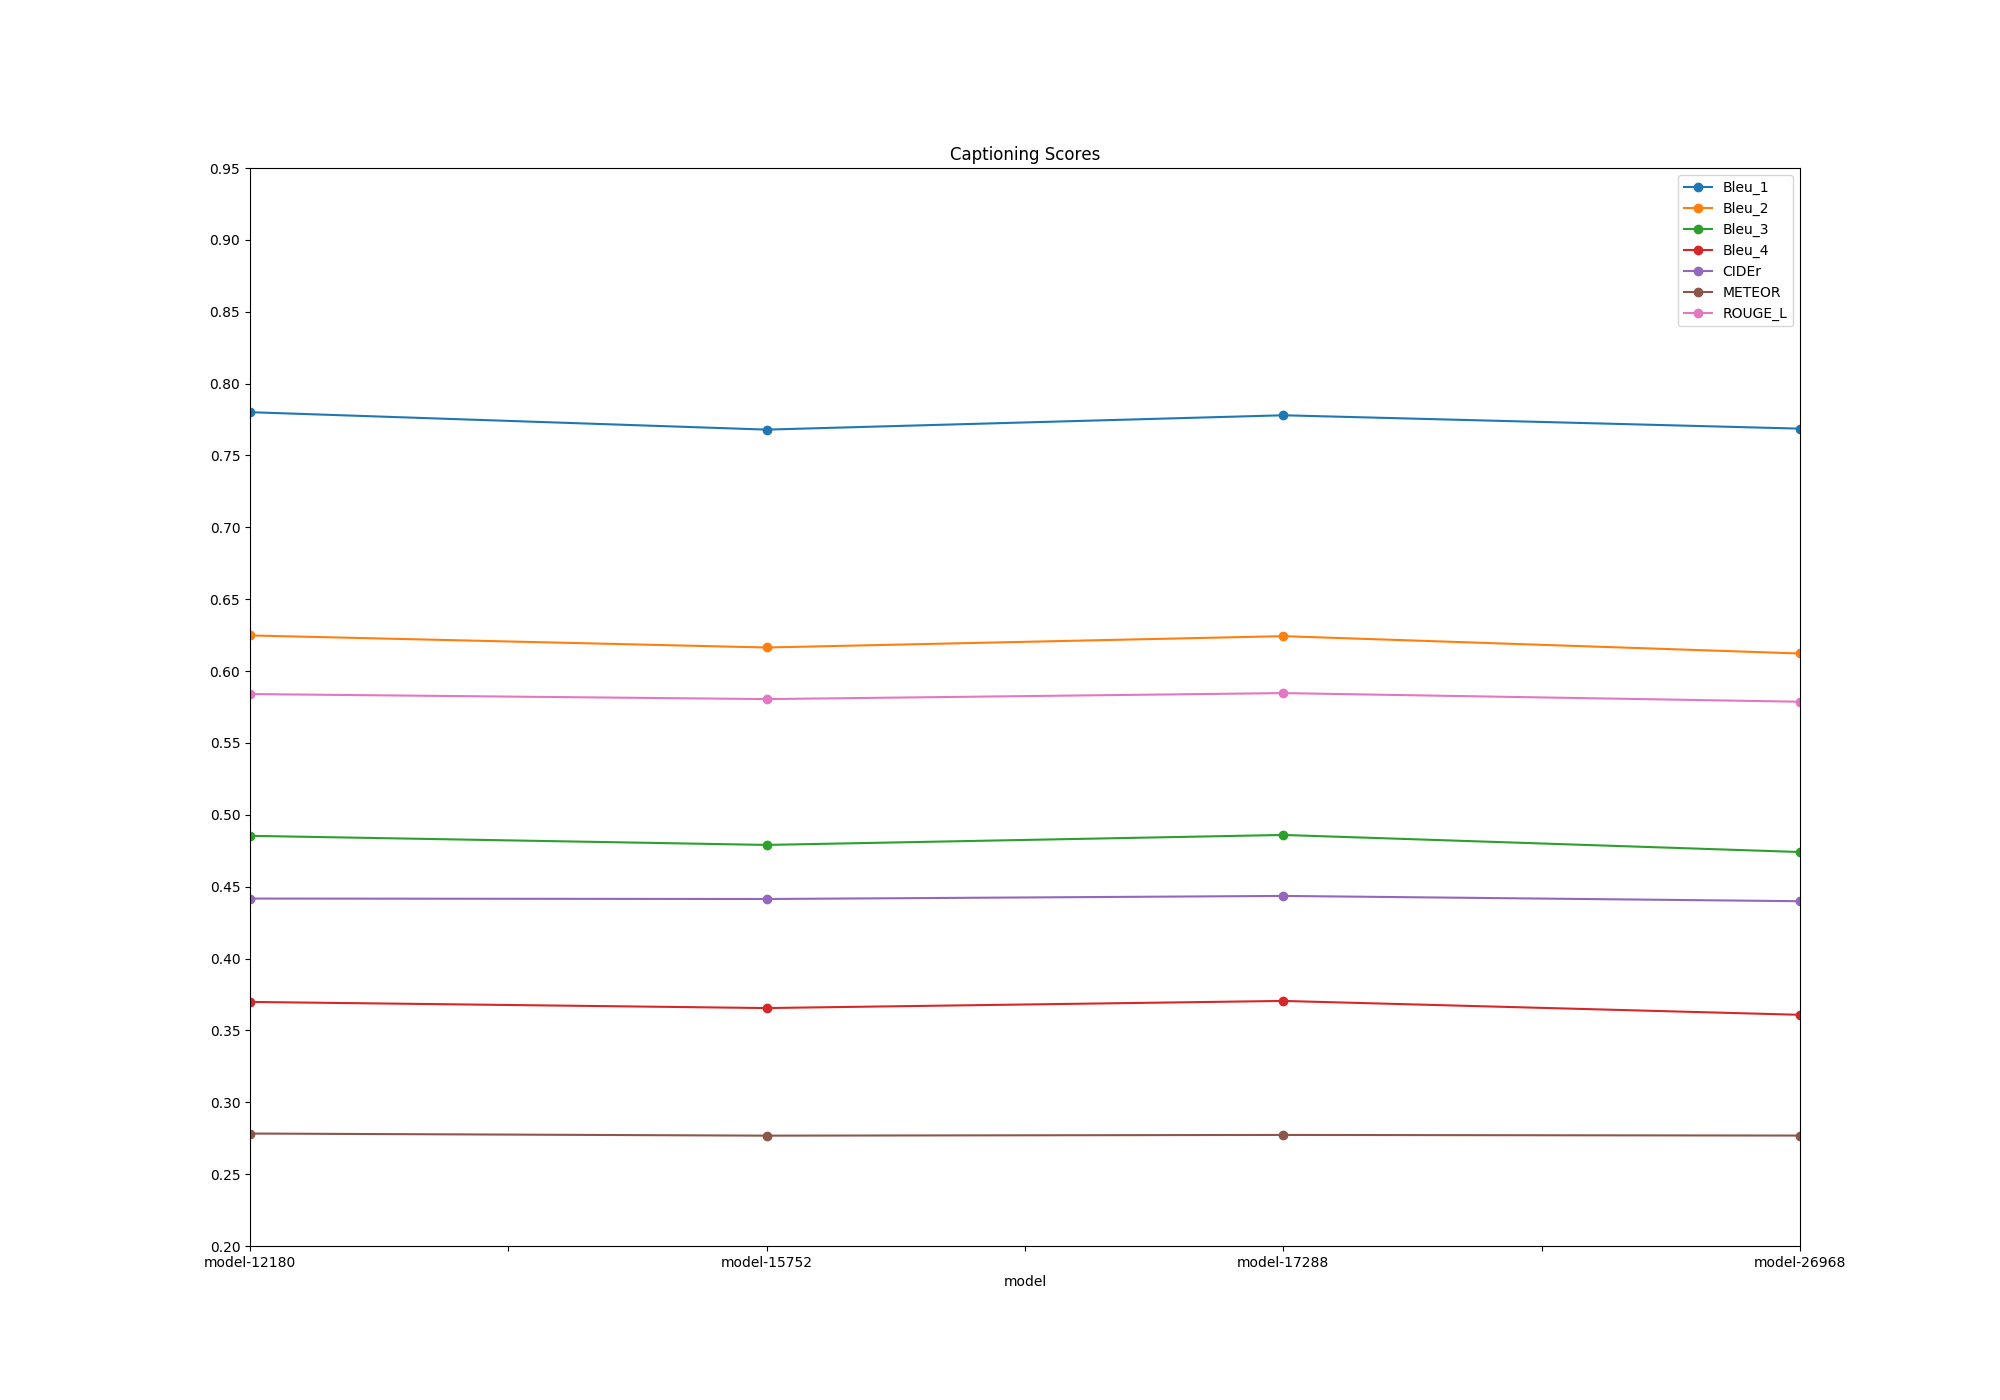 Captioning Scores
0.95
0.90
0.85
0.80
0.75
0.70
0.65
0.60
0.55
0.50
0.45
0.40
0.35
0.30
0.25
0.20
Bleu_1
Bleu_2
Bleu_3
Bleu_4
CIDEr
METEOR
ROUGE_L
model-12180 model-15752 model-17288 model-26968
model